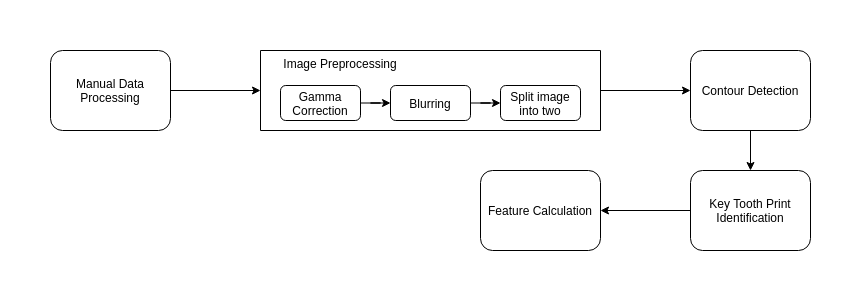 Manual Data
Processing
Image Preprocessing
Gamma
Correction
Blurring
Split image
into two
Contour Detection
Key Tooth Print
Identification
Feature Calculation